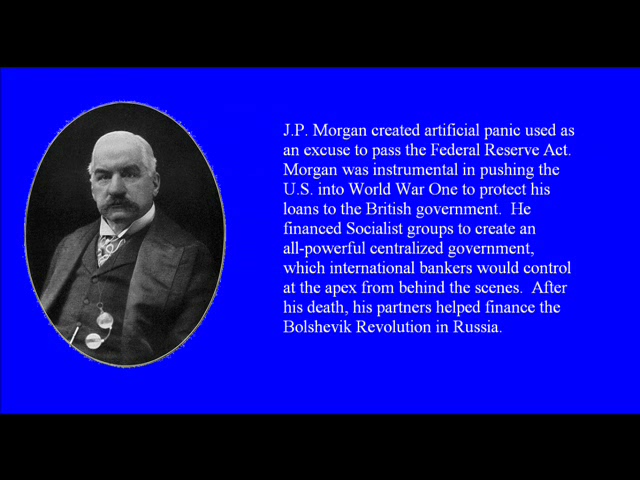 J.P. Morgan created artificial panic used as
an excuse to pass the Federal Reserve Act.
Morgan was instrumental in pushing the
U.S. into World War One to protect his
loans to the British government.  He
financed Socialist groups to create an
all-powerful centralized government,
which international bankers would control
at the apex from behind the scenes.  After
his death, his partners helped finance the
Bolshevik Revolution in Russia.